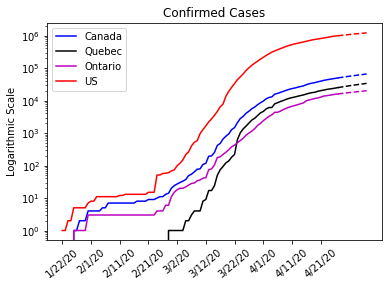 Confirmed Cases
Canada
Quebec
Ontario
US
Logarithmic Scale
10⁶
10⁵
10⁴
10³
10²
10¹
10⁰
1/22/20
2/1/20
2/11/20
2/21/20
3/2/20
3/12/20
3/22/20
4/1/20
4/11/20
4/21/20